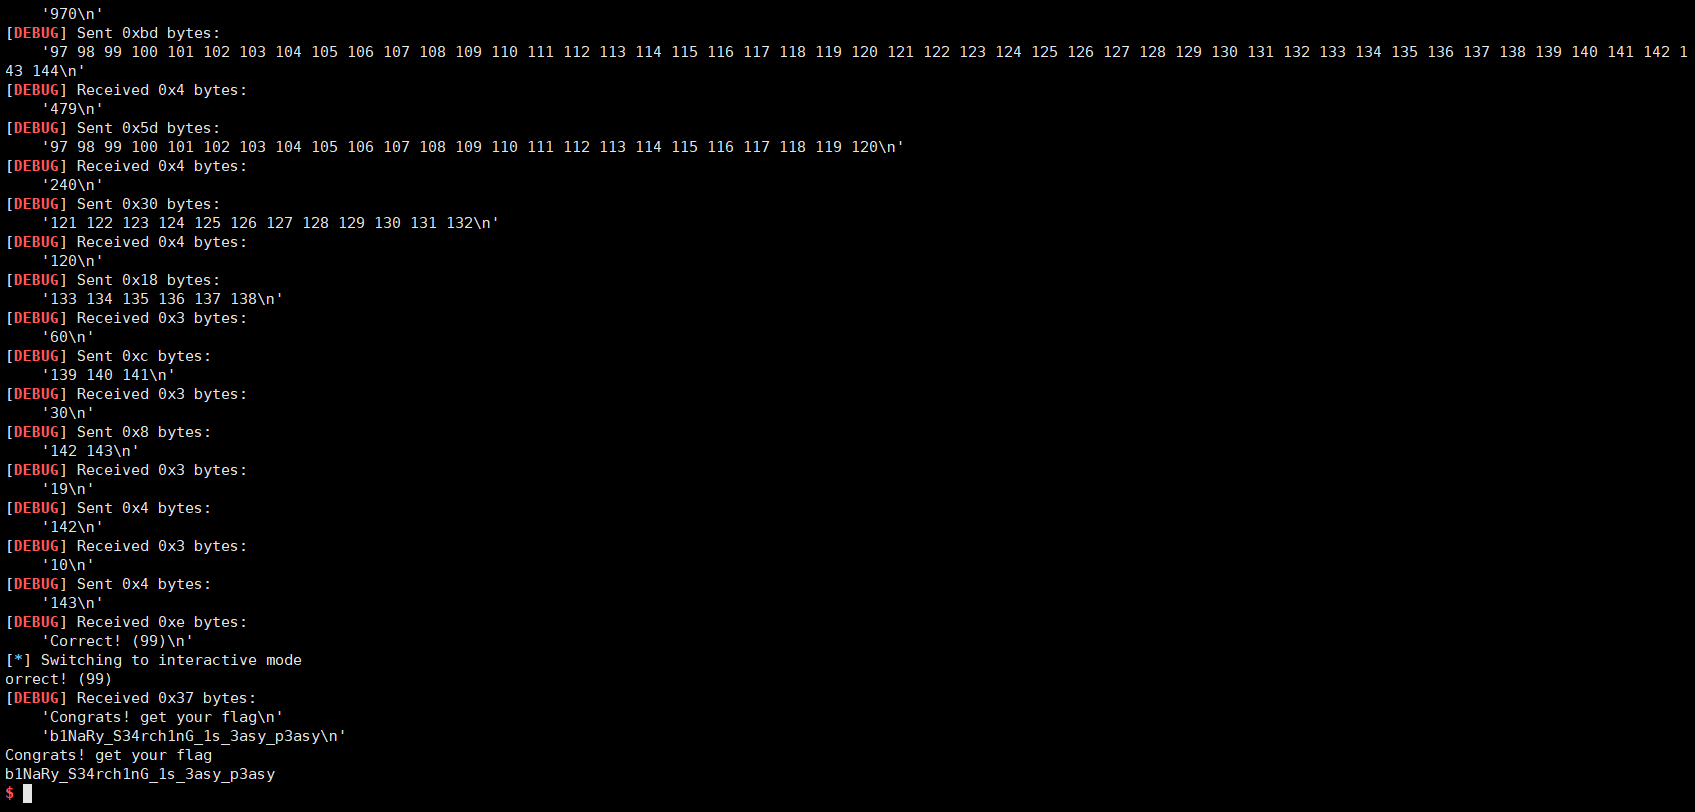 '970\n'
[DEBUG] Sent 0xbd bytes:
'97 98 99 100 101 102 103 104 105 106 107 108 109 110 111 112 113 114 115 116 117 118 119 120 121 122 123 124 125 126 127 128 129 130 131 132 133 134 135 136 137 138 139 140 141 142 1
43 144\n'
[DEBUG] Received 0x4 bytes:
'479\n'
[DEBUG] Sent 0x5d bytes:
'97 98 99 100 101 102 103 104 105 106 107 108 109 110 111 112 113 114 115 116 117 118 119 120\n'
[DEBUG] Received 0x4 bytes:
'240\n'
[DEBUG] Sent 0x30 bytes:
'121 122 123 124 125 126 127 128 129 130 131 132\n'
[DEBUG] Received 0x4 bytes:
'120\n'
[DEBUG] Sent 0x18 bytes:
'133 134 135 136 137 138\n'
[DEBUG] Received 0x3 bytes:
'60\n'
[DEBUG] Sent 0xc bytes:
'139 140 141\n'
[DEBUG] Received 0x3 bytes:
'30\n'
[DEBUG] Sent 0x8 bytes:
'142 143\n'
[DEBUG] Received 0x3 bytes:
'19\n'
[DEBUG] Sent 0x4 bytes:
'142\n'
[DEBUG] Received 0x3 bytes:
'10\n'
[DEBUG] Sent 0x4 bytes:
'143\n'
[DEBUG] Received 0xe bytes:
'Correct! (99)\n'
[*] Switching to interactive mode
orrect! (99)
[DEBUG] Received 0x37 bytes:
'Congrats! get your flag\n'
'b1NaRy_S34rch1nG_1s_3asy_p3asy\n'
Congrats! get your flag
b1NaRy_S34rch1nG_1s_3asy_p3asy
$